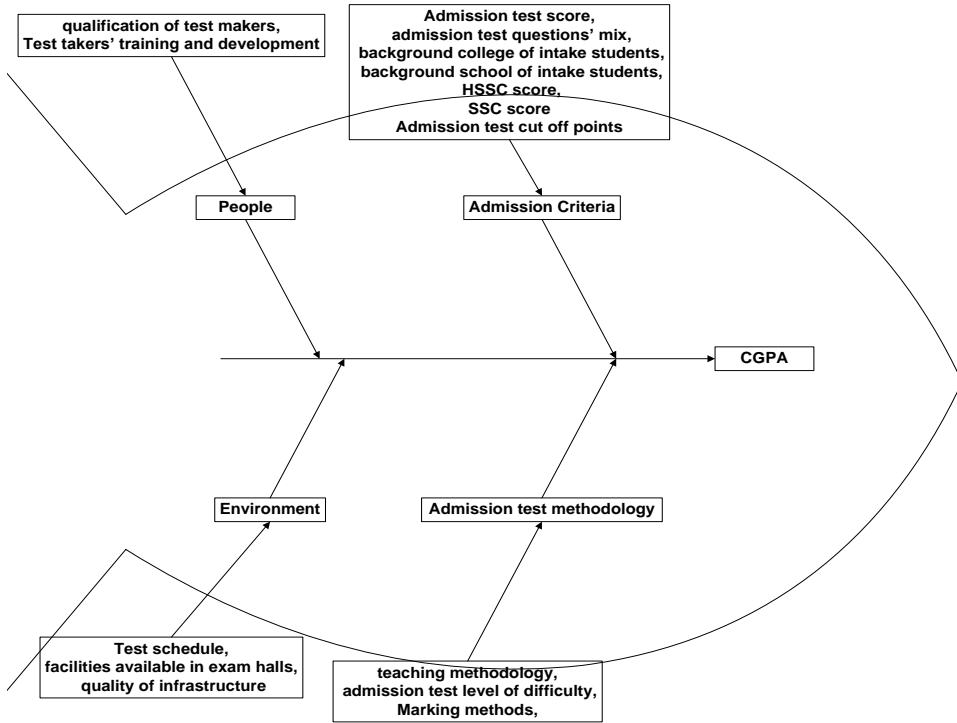 qualification of test makers,
Test takers' training and development
Admission test score,
admission test questions' mix,
background college of intake students,
background school of intake students,
HSSC score,
SSC score
Admission test cut off points
People
Admission Criteria
CGPA
Environment
Admission test methodology
Test schedule,
facilities available in exam halls,
quality of infrastructure
teaching methodology,
admission test level of difficulty,
Marking methods,